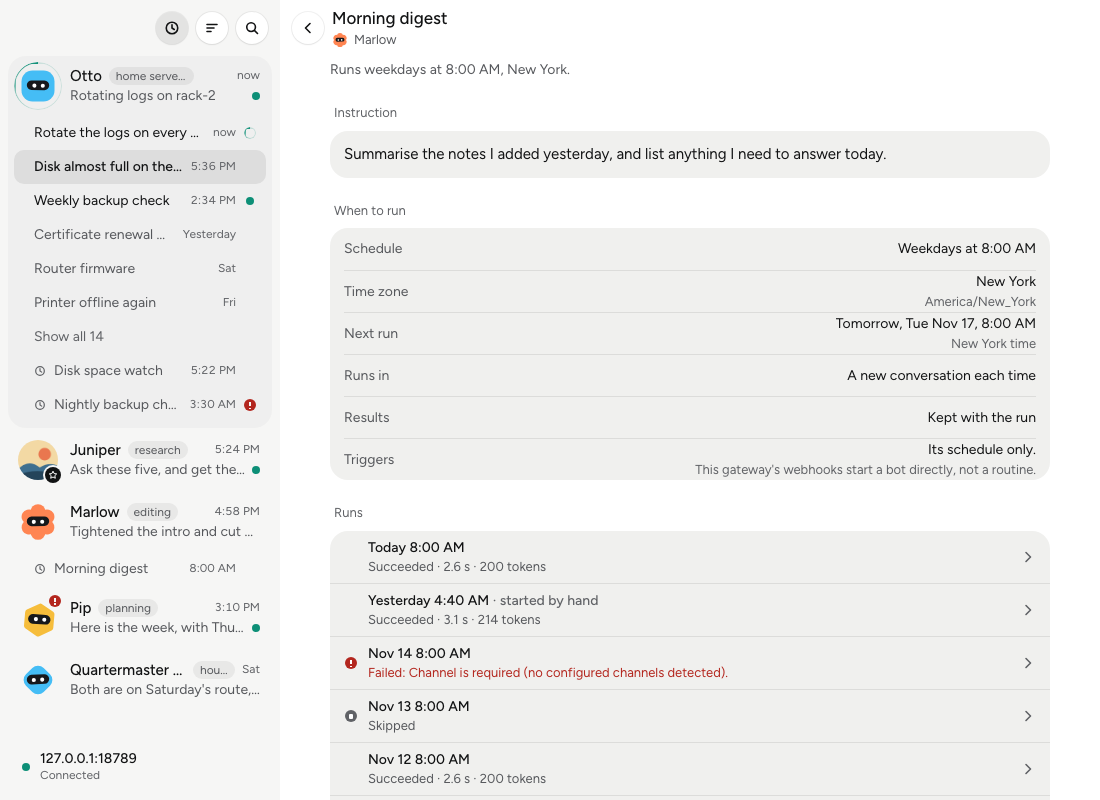 Otto
home serve...
now
Rotating logs on rack-2
Rotate the logs on every ...
now
Disk almost full on the...
5:36 PM
Weekly backup check
2:34 PM
Certificate renewal ...
Yesterday
Router firmware
Sat
Printer offline again
Fri
Show all 14
Disk space watch
5:22 PM
Nightly backup ch...
3:30 AM
Juniper
research
5:24 PM
Ask these five, and get the...
Marlow
editing
4:58 PM
Tightened the intro and cut ...
Morning digest
8:00 AM
Pip
planning
3:10 PM
Here is the week, with Thu...
Quartermaster ...
hou...
Sat
Both are on Saturday's route,...
127.0.0.1:18789
Connected
Morning digest
Marlow
Runs weekdays at 8:00 AM, New York.
Instruction
Summarise the notes I added yesterday, and list anything I need to answer today.
When to run
Schedule
Weekdays at 8:00 AM
Time zone
New York
America/New_York
Next run
Tomorrow, Tue Nov 17, 8:00 AM
New York time
Runs in
A new conversation each time
Results
Kept with the run
Triggers
Its schedule only.
This gateway's webhooks start a bot directly, not a routine.
Runs
Today 8:00 AM
Succeeded · 2.6 s · 200 tokens
Yesterday 4:40 AM · started by hand
Succeeded · 3.1 s · 214 tokens
Nov 14 8:00 AM
Failed: Channel is required (no configured channels detected).
Nov 13 8:00 AM
Skipped
Nov 12 8:00 AM
Succeeded · 2.6 s · 200 tokens